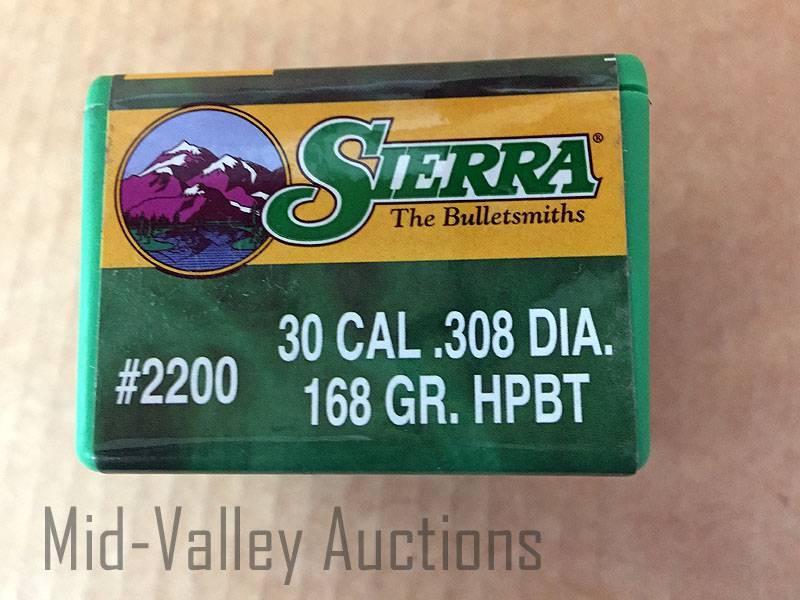 SIERRA®
The Bulletsmiths
30 CAL .308 DIA.
#2200
168 GR. HPBT
Mid-Valley Auctions